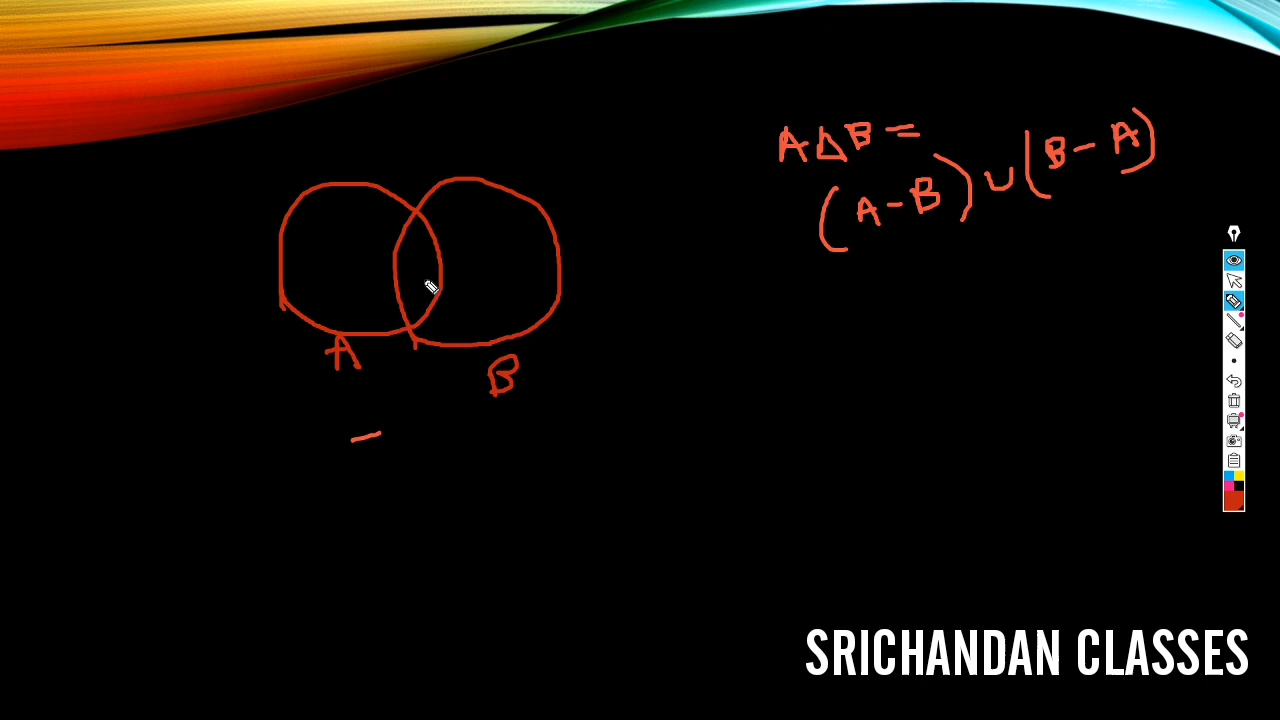 A Δ B =
(A - B) ∪ (B - A)
A
B
SRICHANDAN CLASSES